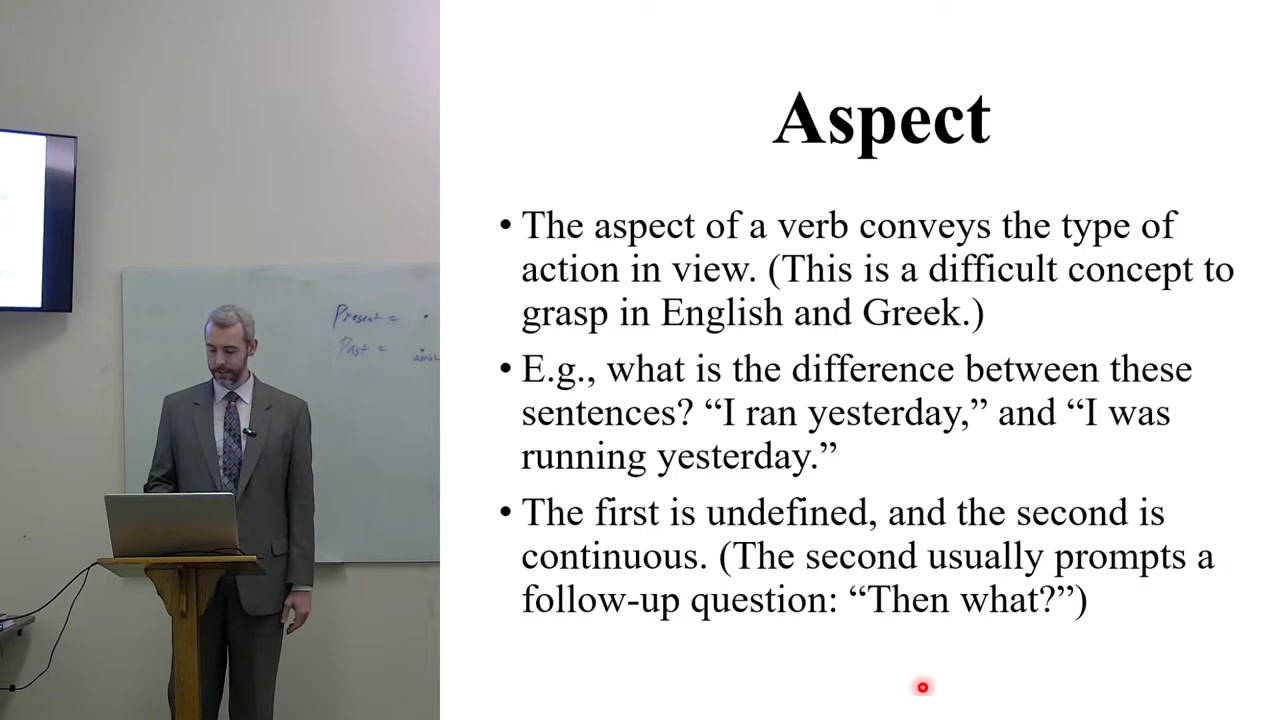 Aspect
• The aspect of a verb conveys the type of
action in view. (This is a difficult concept to
grasp in English and Greek.)
• E.g., what is the difference between these
sentences? “I ran yesterday,” and “I was
running yesterday.”
• The first is undefined, and the second is
continuous. (The second usually prompts a
follow-up question: “Then what?”)
Present =
Past =